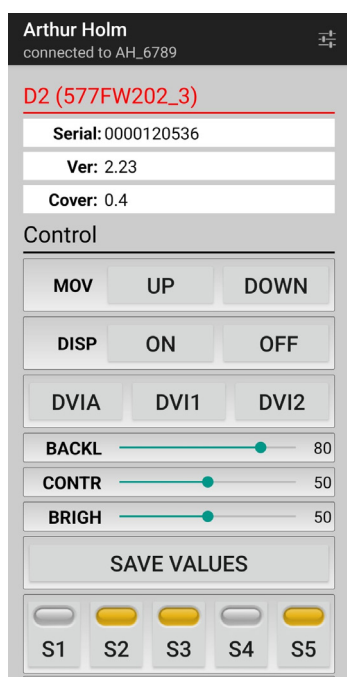 Arthur Holm
connected to AH_6789
D2 (577FW202_3)
Serial: 0000120536
Ver: 2.23
Cover: 0.4
Control
MOV UP DOWN
DISP ON OFF
DVIA DVI1 DVI2
BACKL 80
CONTR 50
BRIGH 50
SAVE VALUES
S1 S2 S3 S4 S5